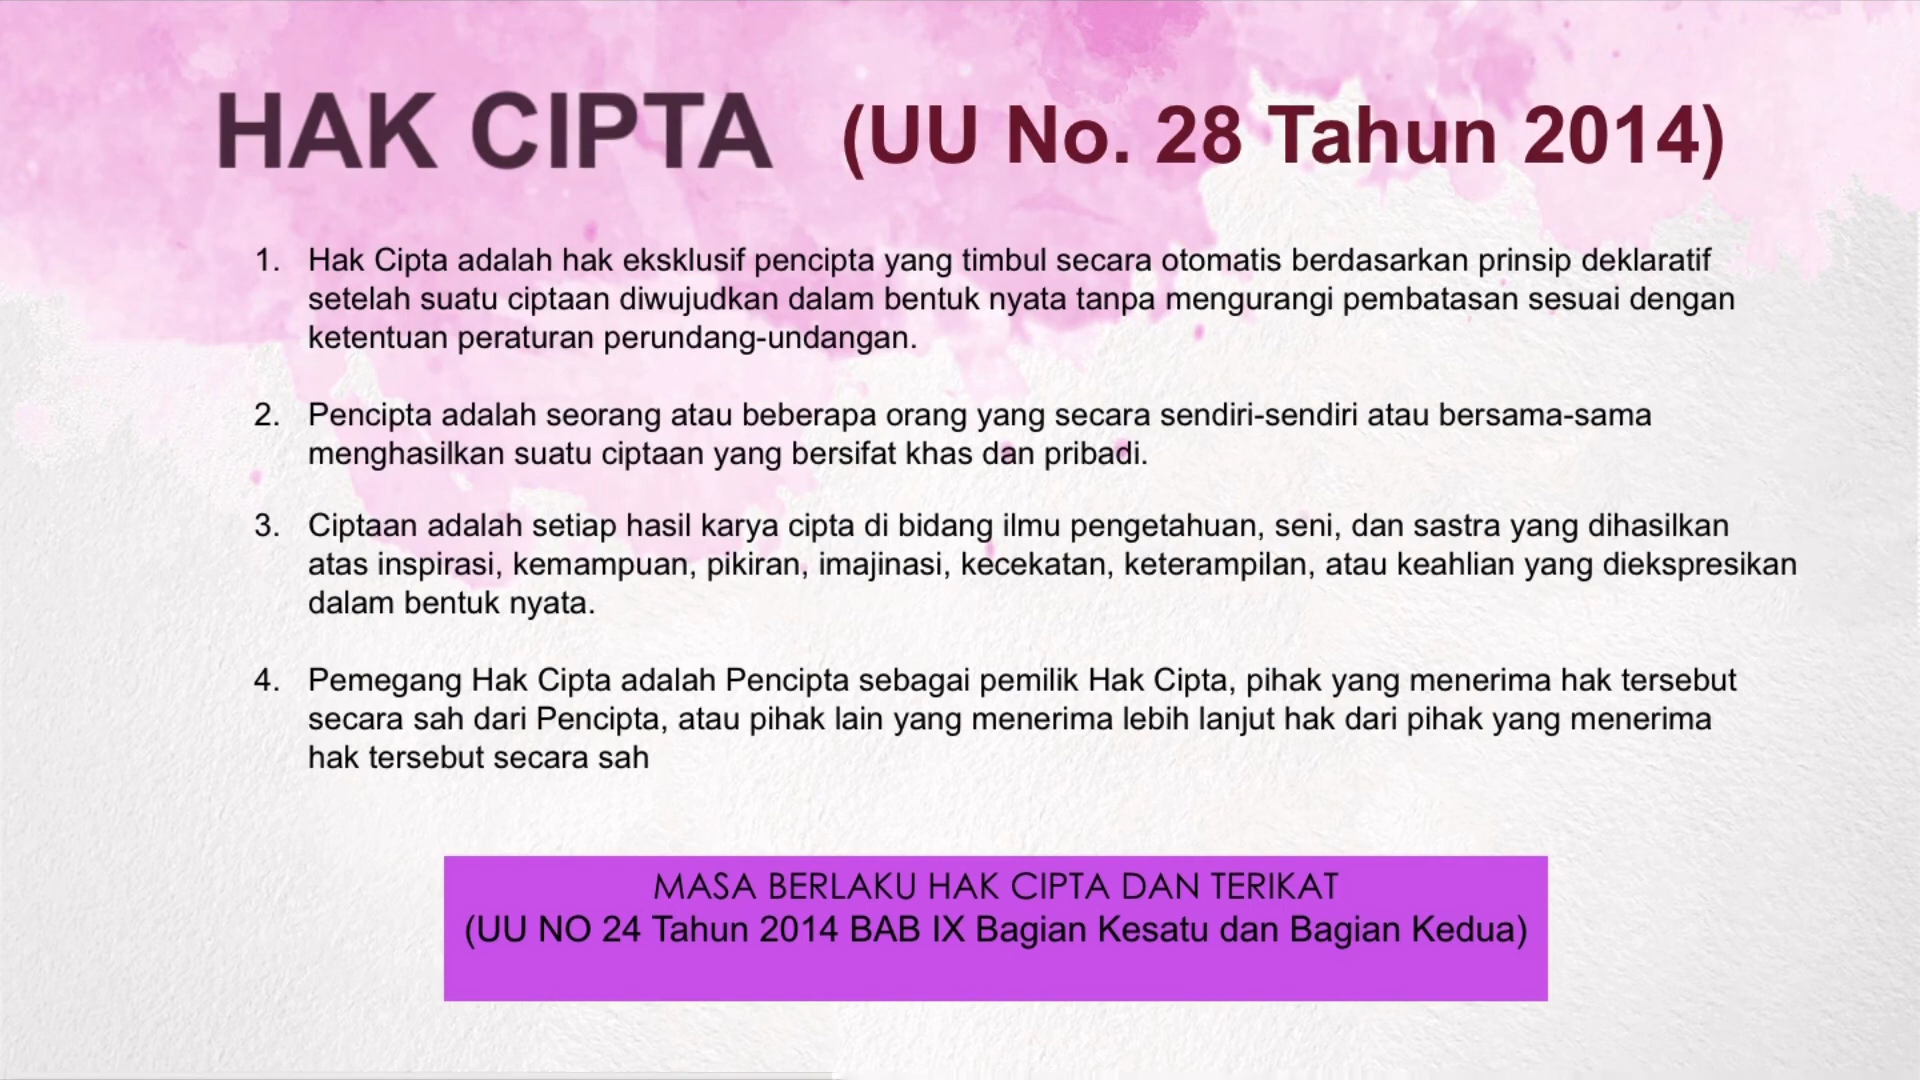 HAK CIPTA (UU No. 28 Tahun 2014)
1. Hak Cipta adalah hak eksklusif pencipta yang timbul secara otomatis berdasarkan prinsip deklaratif
setelah suatu ciptaan diwujudkan dalam bentuk nyata tanpa mengurangi pembatasan sesuai dengan
ketentuan peraturan perundang-undangan.
2. Pencipta adalah seorang atau beberapa orang yang secara sendiri-sendiri atau bersama-sama
menghasilkan suatu ciptaan yang bersifat khas dan pribadi.
3. Ciptaan adalah setiap hasil karya cipta di bidang ilmu pengetahuan, seni, dan sastra yang dihasilkan
atas inspirasi, kemampuan, pikiran, imajinasi, kecekatan, keterampilan, atau keahlian yang diekspresikan
dalam bentuk nyata.
4. Pemegang Hak Cipta adalah Pencipta sebagai pemilik Hak Cipta, pihak yang menerima hak tersebut
secara sah dari Pencipta, atau pihak lain yang menerima lebih lanjut hak dari pihak yang menerima
hak tersebut secara sah
MASA BERLAKU HAK CIPTA DAN TERIKAT
(UU NO 24 Tahun 2014 BAB IX Bagian Kesatu dan Bagian Kedua)